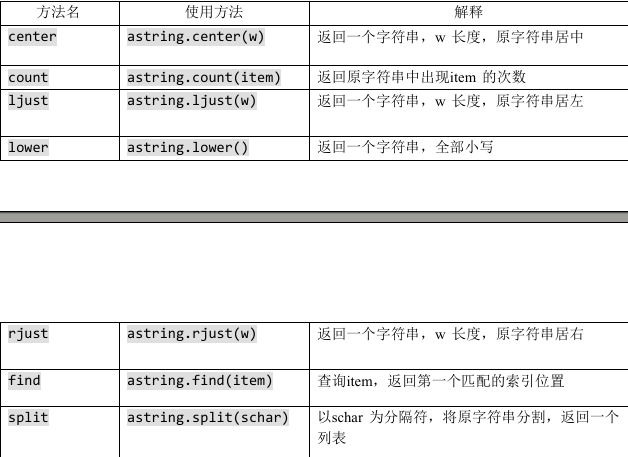 方法名 使用方法 解释
center astring.center(w) 返回一个字符串，w 长度，原字符串居中
count astring.count(item) 返回原字符串中出现item 的次数
ljust astring.ljust(w) 返回一个字符串，w 长度，原字符串居左
lower astring.lower() 返回一个字符串，全部小写
rjust astring.rjust(w) 返回一个字符串，w 长度，原字符串居右
find astring.find(item) 查询item，返回第一个匹配的索引位置
split astring.split(schar) 以schar 为分隔符，将原字符串分割，返回一个
列表